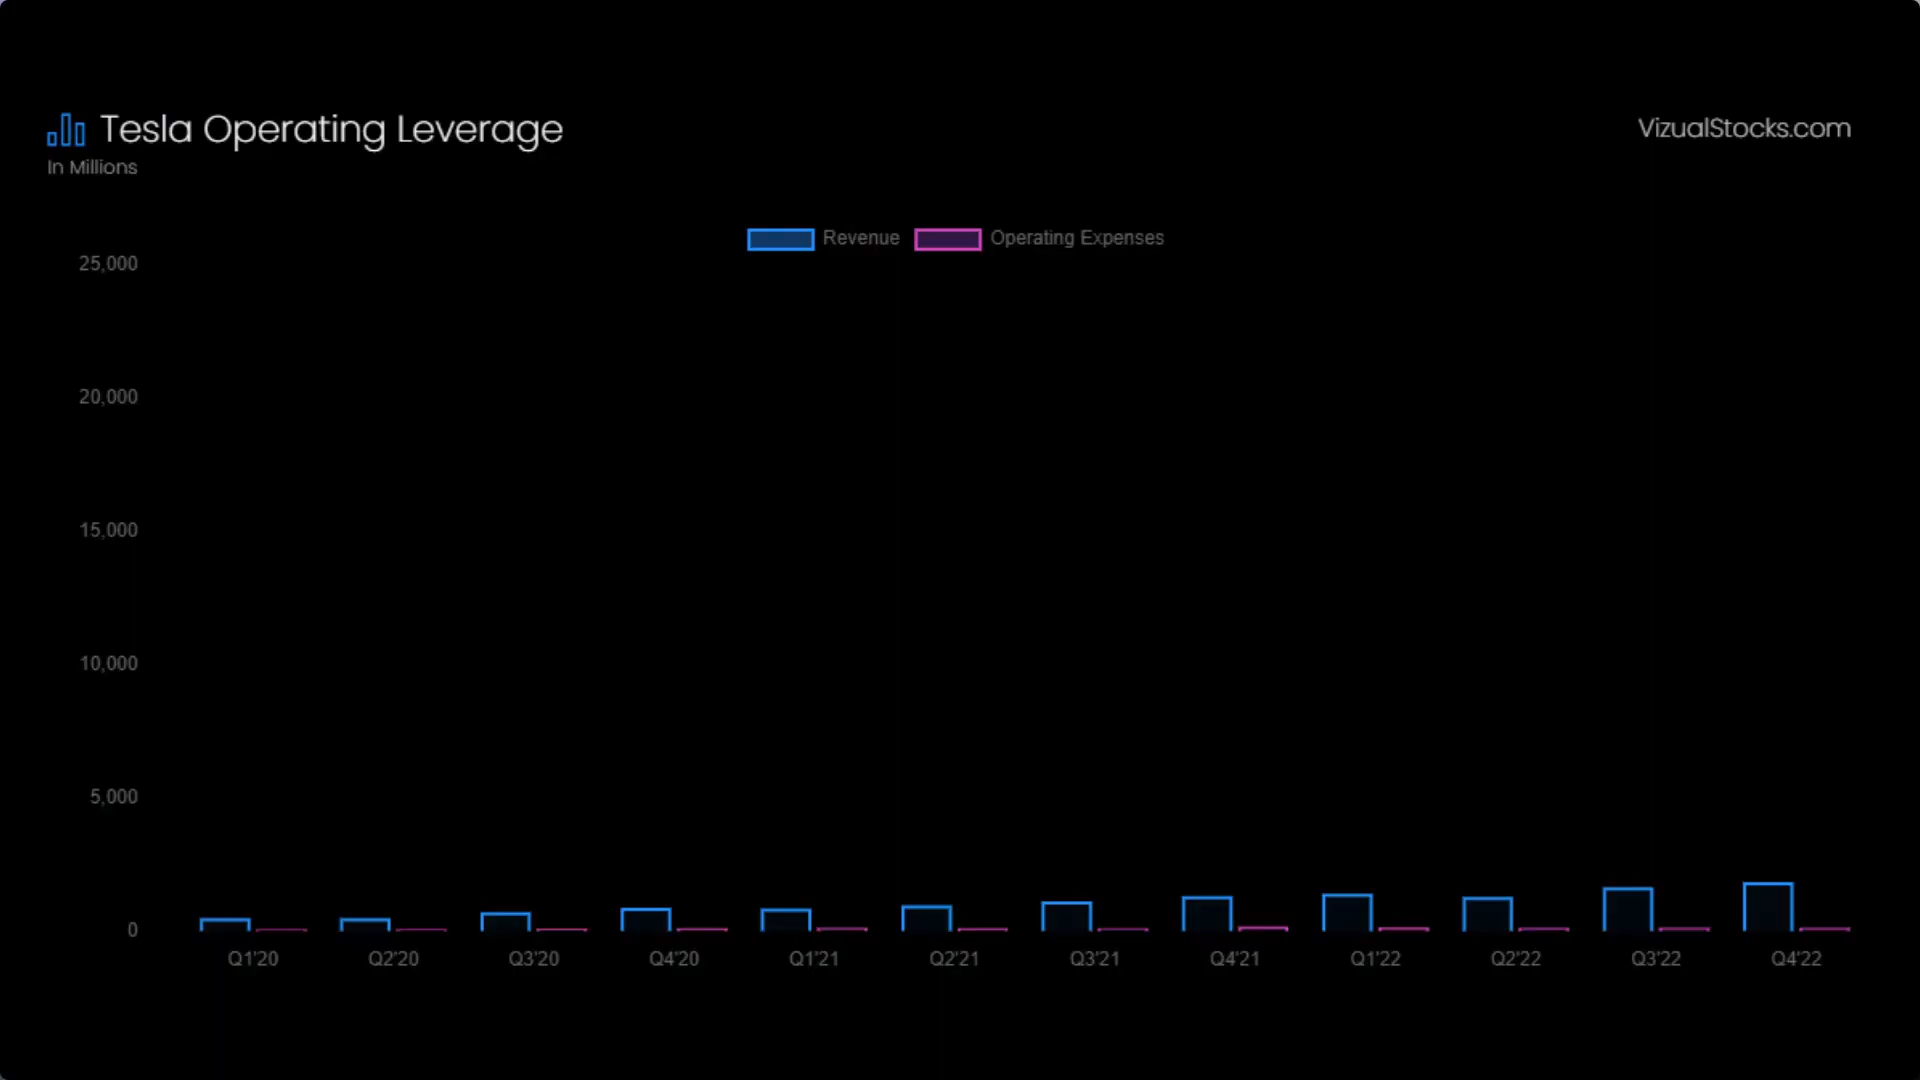 Tesla Operating Leverage
VizualStocks.com
In Millions
Revenue
Operating Expenses
25,000
20,000
15,000
10,000
5,000
0
Q1'20
Q2'20
Q3'20
Q4'20
Q1'21
Q2'21
Q3'21
Q4'21
Q1'22
Q2'22
Q3'22
Q4'22